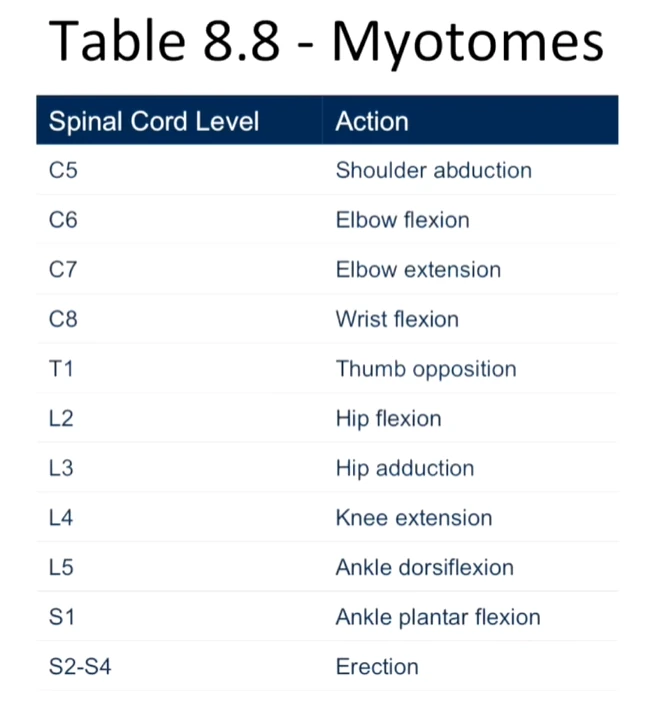 Table 8.8 - Myotomes
Spinal Cord Level Action
C5 Shoulder abduction
C6 Elbow flexion
C7 Elbow extension
C8 Wrist flexion
T1 Thumb opposition
L2 Hip flexion
L3 Hip adduction
L4 Knee extension
L5 Ankle dorsiflexion
S1 Ankle plantar flexion
S2-S4 Erection